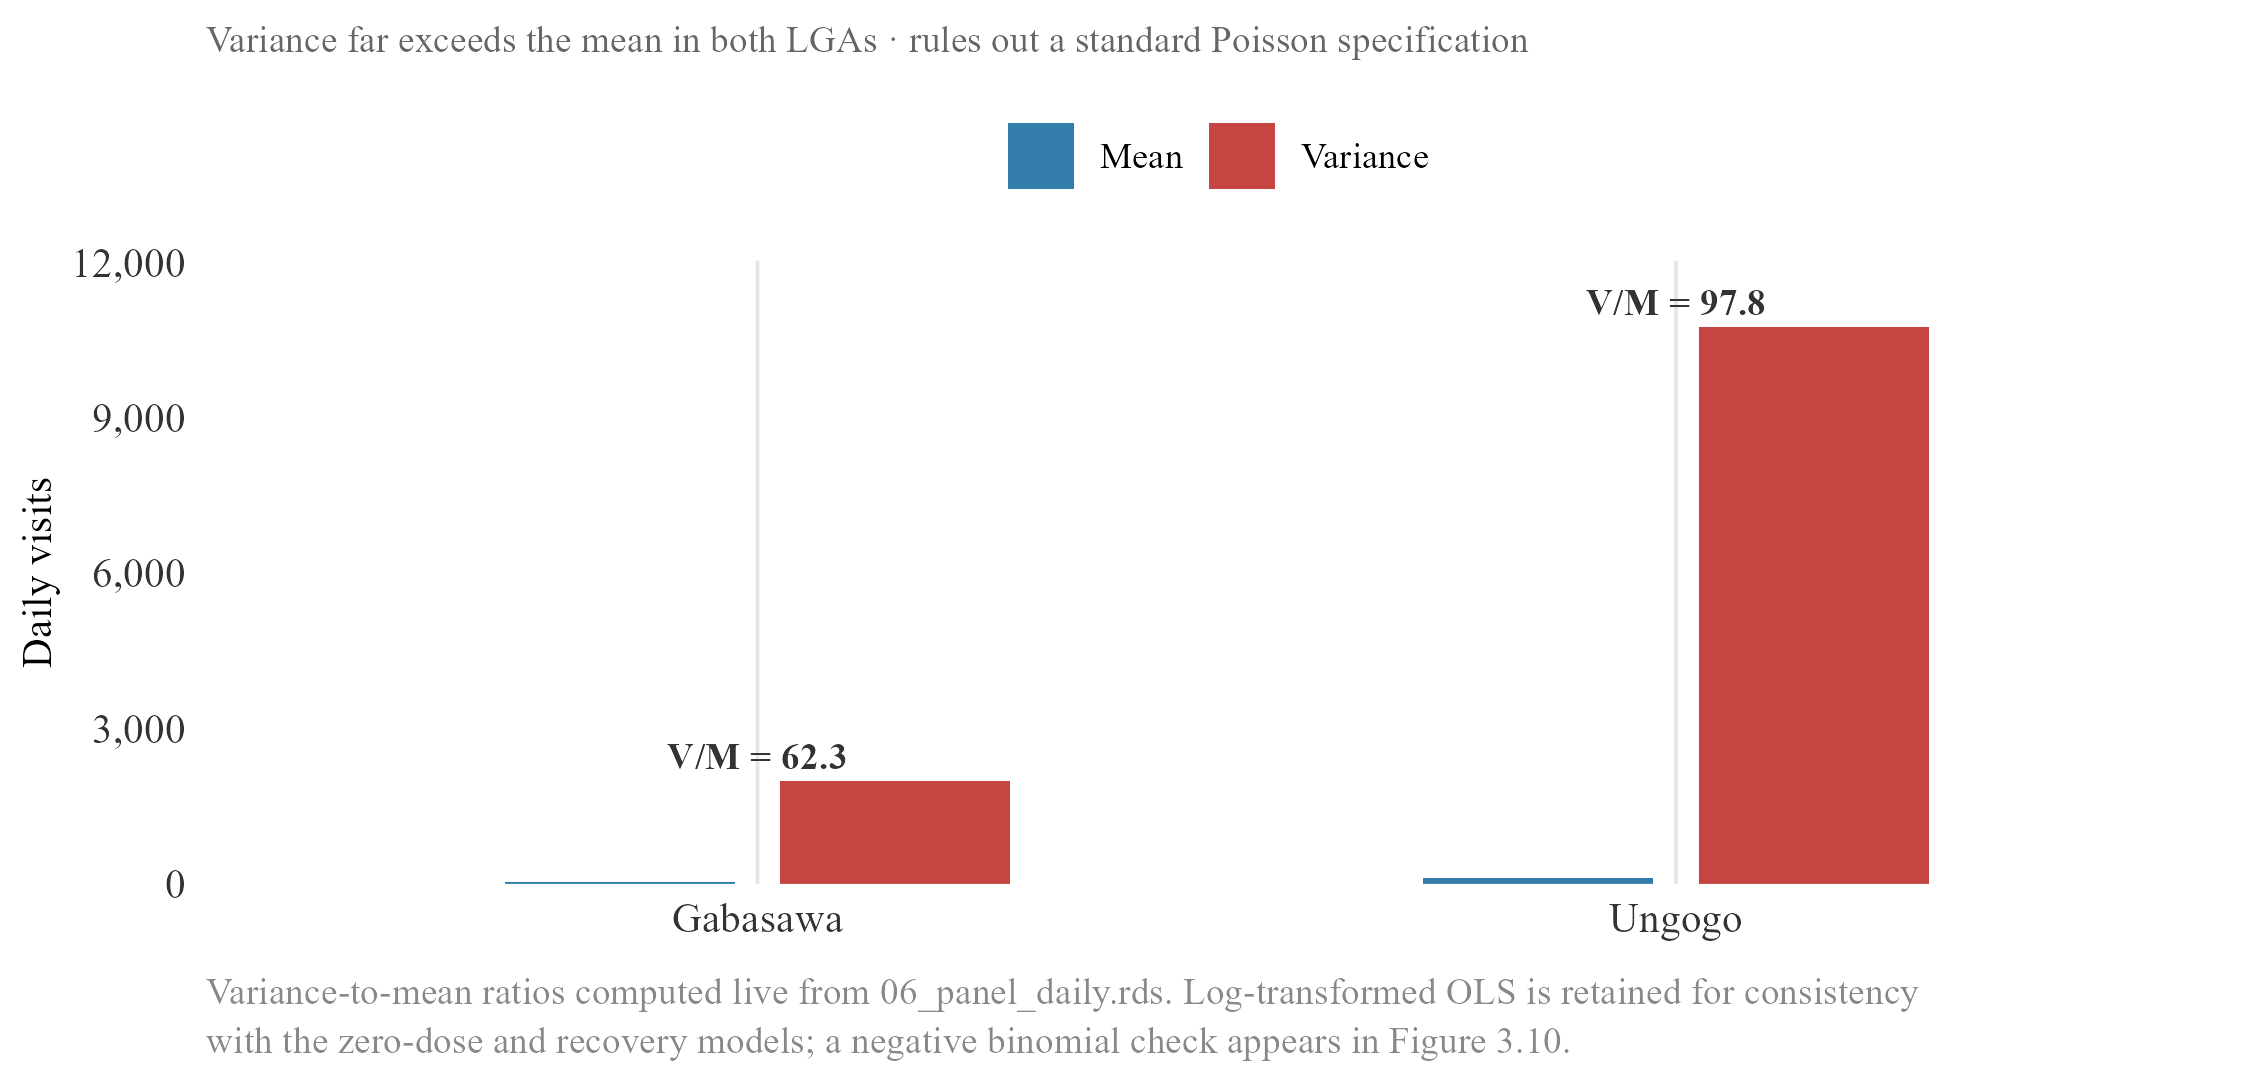 Variance far exceeds the mean in both LGAs · rules out a standard Poisson specification
Mean
Variance
12,000
9,000
6,000
3,000
0
Daily visits
V/M = 62.3
V/M = 97.8
Gabasawa
Ungogo
Variance-to-mean ratios computed live from 06_panel_daily.rds. Log-transformed OLS is retained for consistency
with the zero-dose and recovery models; a negative binomial check appears in Figure 3.10.